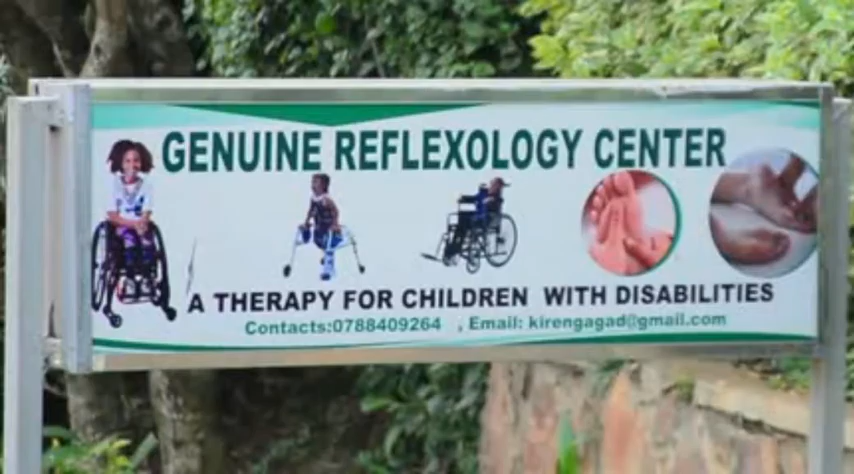 GENUINE REFLEXOLOGY CENTER
A THERAPY FOR CHILDREN WITH DISABILITIES
Contacts:0788409264 , Email: kirengagad@gmail.com